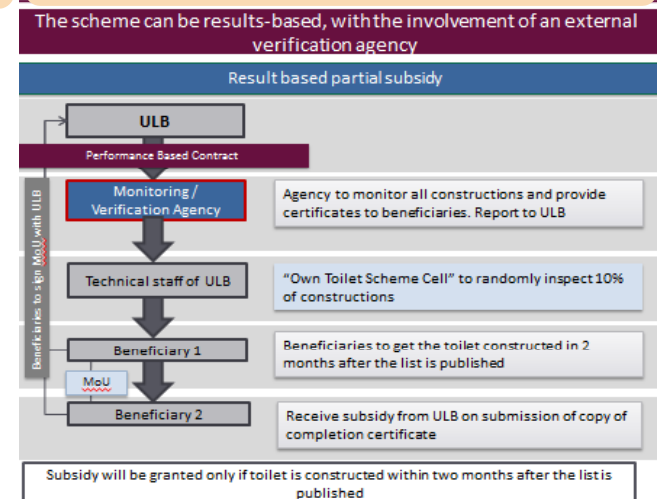 The scheme can be results-based, with the involvement of an external
verification agency
Result based partial subsidy
ULB
Performance Based Contract
Monitoring /
Verification Agency
Agency to monitor all constructions and provide
certificates to beneficiaries. Report to ULB
Beneficiaries to sign MoU with ULB
Technical staff of ULB
“Own Toilet Scheme Cell” to randomly inspect 10%
of constructions
Beneficiary 1
Beneficiaries to get the toilet constructed in 2
months after the list is published
MoU
Beneficiary 2
Receive subsidy from ULB on submission of copy of
completion certificate
Subsidy will be granted only if toilet is constructed within two months after the list is
published